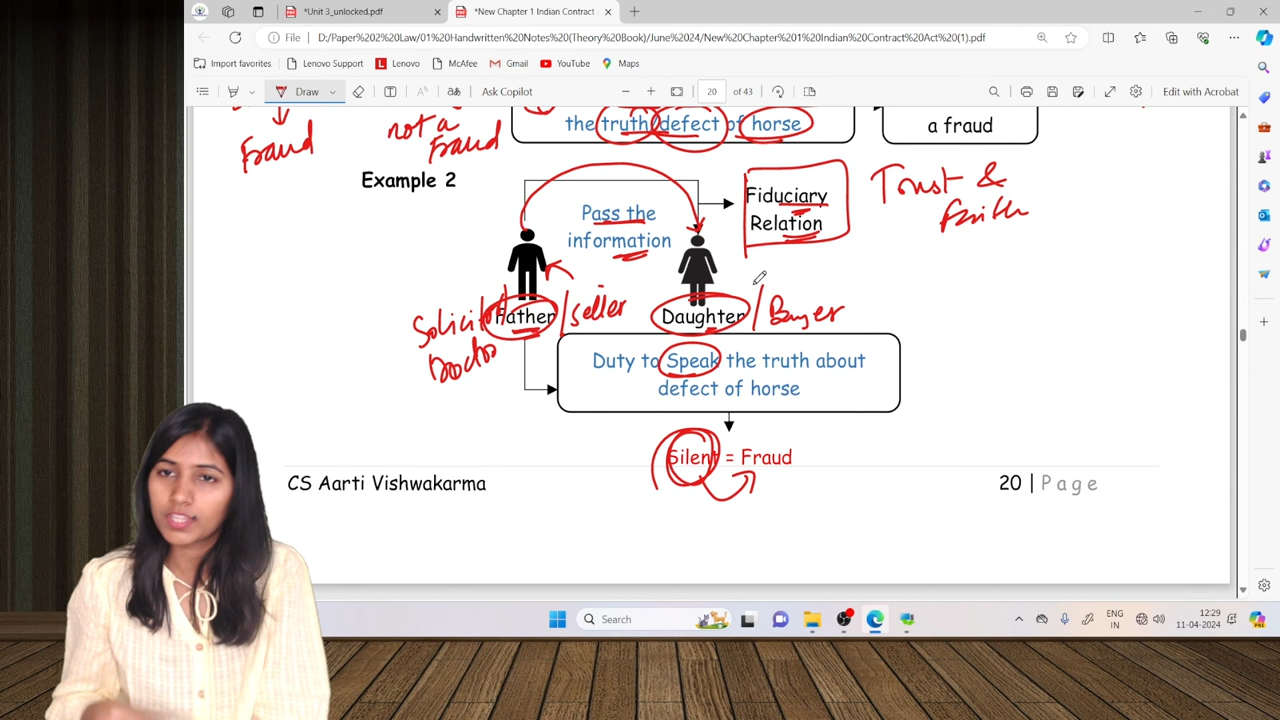 *Unit 3_unlocked.pdf
*New Chapter 1 Indian Contract
File
D:/Paper%202%20Law/01%20Handwritten%20Notes%20(Theory%20Book)/June%2024/New%20Chapter%201%20Indian%20Contract%20Act%20(1).pdf
Import favorites
Lenovo Support
Lenovo
McAfee
Gmail
YouTube
Maps
Draw
Ask Copilot
20 of 43
Edit with Acrobat
the truth defect of horse
a fraud
Fraud
not a
Fraud
Example 2
Pass the
information
Fiduciary
Relation
Trust &
Faith
Solicitor
Doctor
Father
/seller
Daughter
/Buyer
Duty to Speak the truth about
defect of horse
Silent = Fraud
CS Aarti Vishwakarma
20 | Page
Search
ENG
IN
12:29
11-04-2024